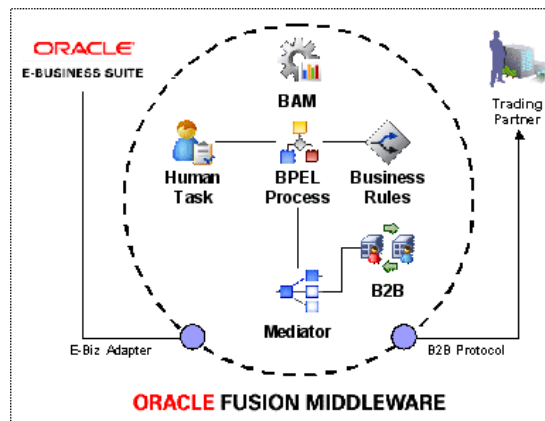 ORACLE
E-BUSINESS SUITE
BAM
Trading
Partner
Human
Task
BPEL
Process
Business
Rules
B2B
Mediator
E-Biz Adapter
B2B Protocol
ORACLE FUSION MIDDLEWARE